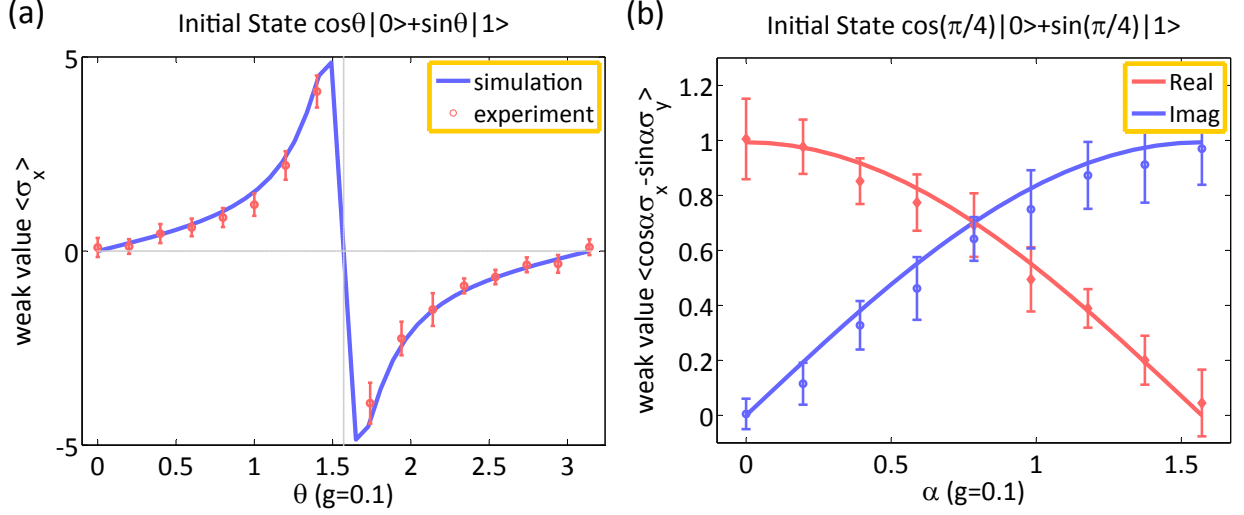 (a)
Initial State cosθ|0>+sinθ|1>
5
simulation
experiment
weak value <σx>
0
-5
0
0.5
1
1.5
2
2.5
3
θ (g=0.1)
(b)
Initial State cos(π/4)|0>+sin(π/4)|1>
Real
Imag
weak value <cosασx-sinασy>
1.2
1
0.8
0.6
0.4
0.2
0
0
0.5
1
1.5
α (g=0.1)